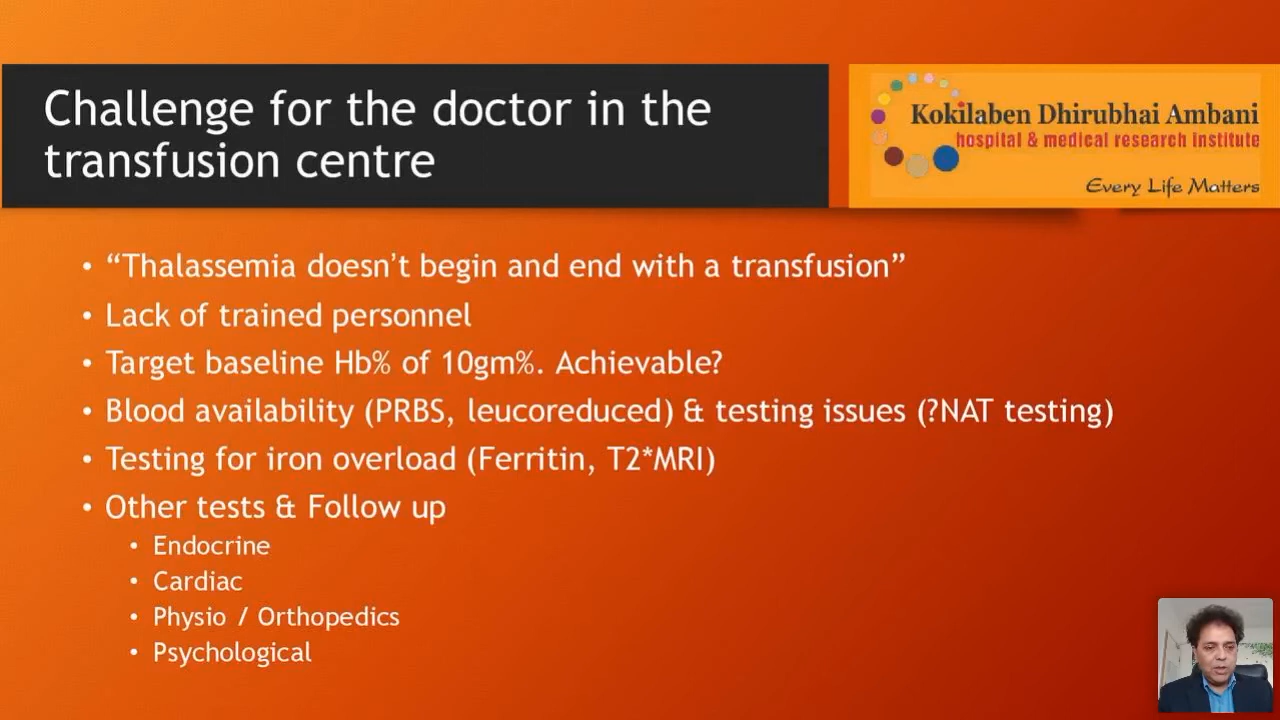 Challenge for the doctor in the
transfusion centre
Kokilaben Dhirubhai Ambani
hospital & medical research institute
Every Life Matters
• “Thalassemia doesn’t begin and end with a transfusion”
• Lack of trained personnel
• Target baseline Hb% of 10gm%. Achievable?
• Blood availability (PRBS, leucoreduced) & testing issues (?NAT testing)
• Testing for iron overload (Ferritin, T2*MRI)
• Other tests & Follow up
• Endocrine
• Cardiac
• Physio / Orthopedics
• Psychological